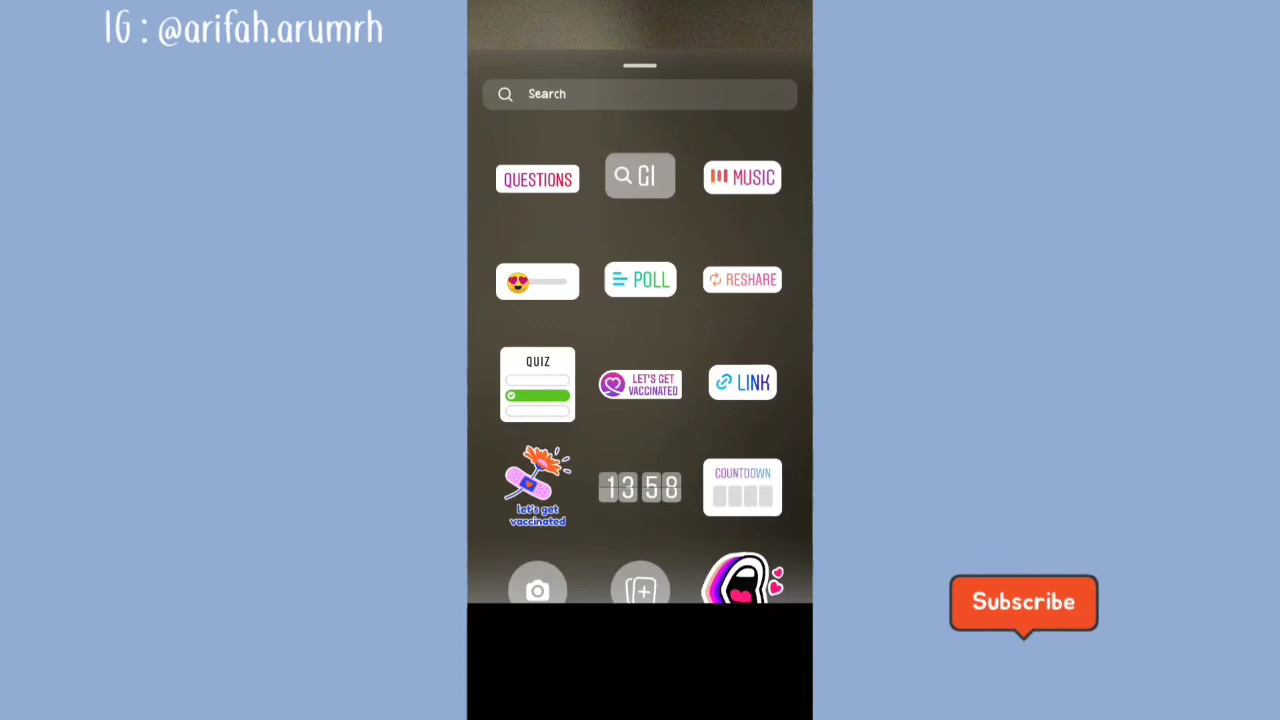 IG : @arifah.arumrh
Search
QUESTIONS
GI
MUSIC
POLL
RESHARE
QUIZ
LET'S GET
VACCINATED
LINK
let's get
vaccinated
13 58
COUNTDOWN
Subscribe